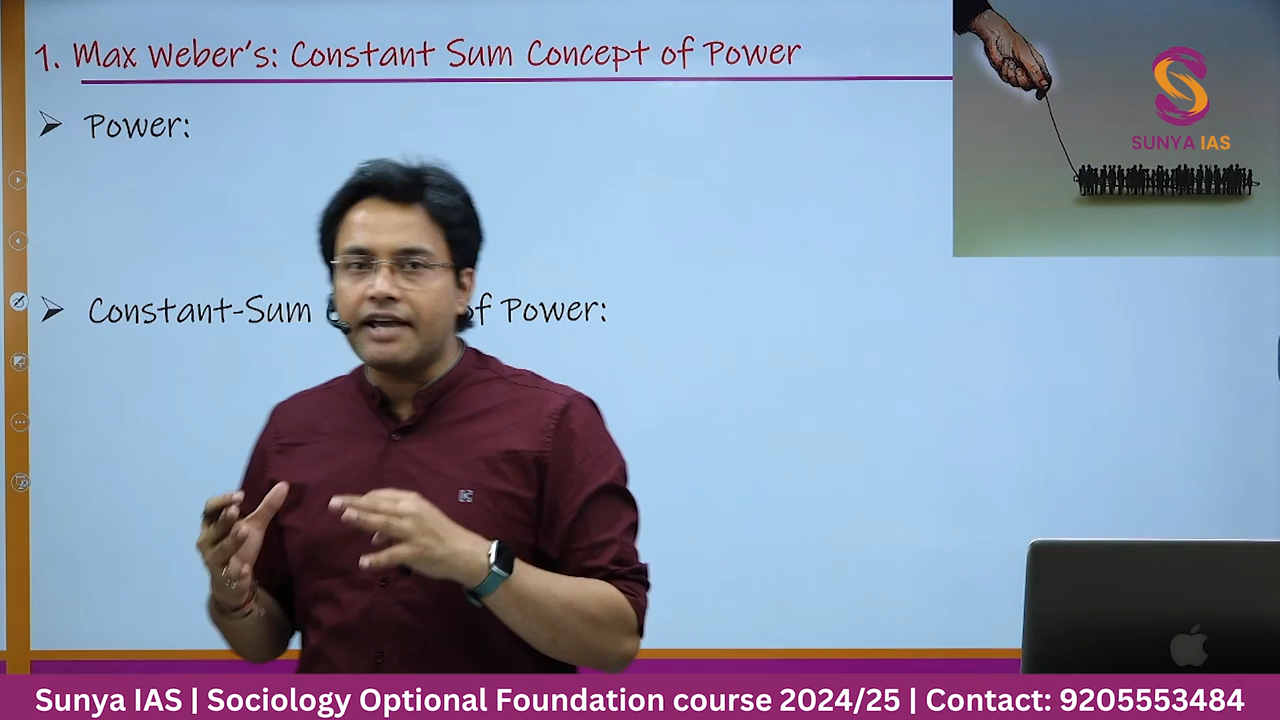 1. Max Weber's: Constant Sum Concept of Power
SUNYA IAS
➢ Power:
➢ Constant-Sum of Power:
Sunya IAS | Sociology Optional Foundation course 2024/25 | Contact: 9205553484